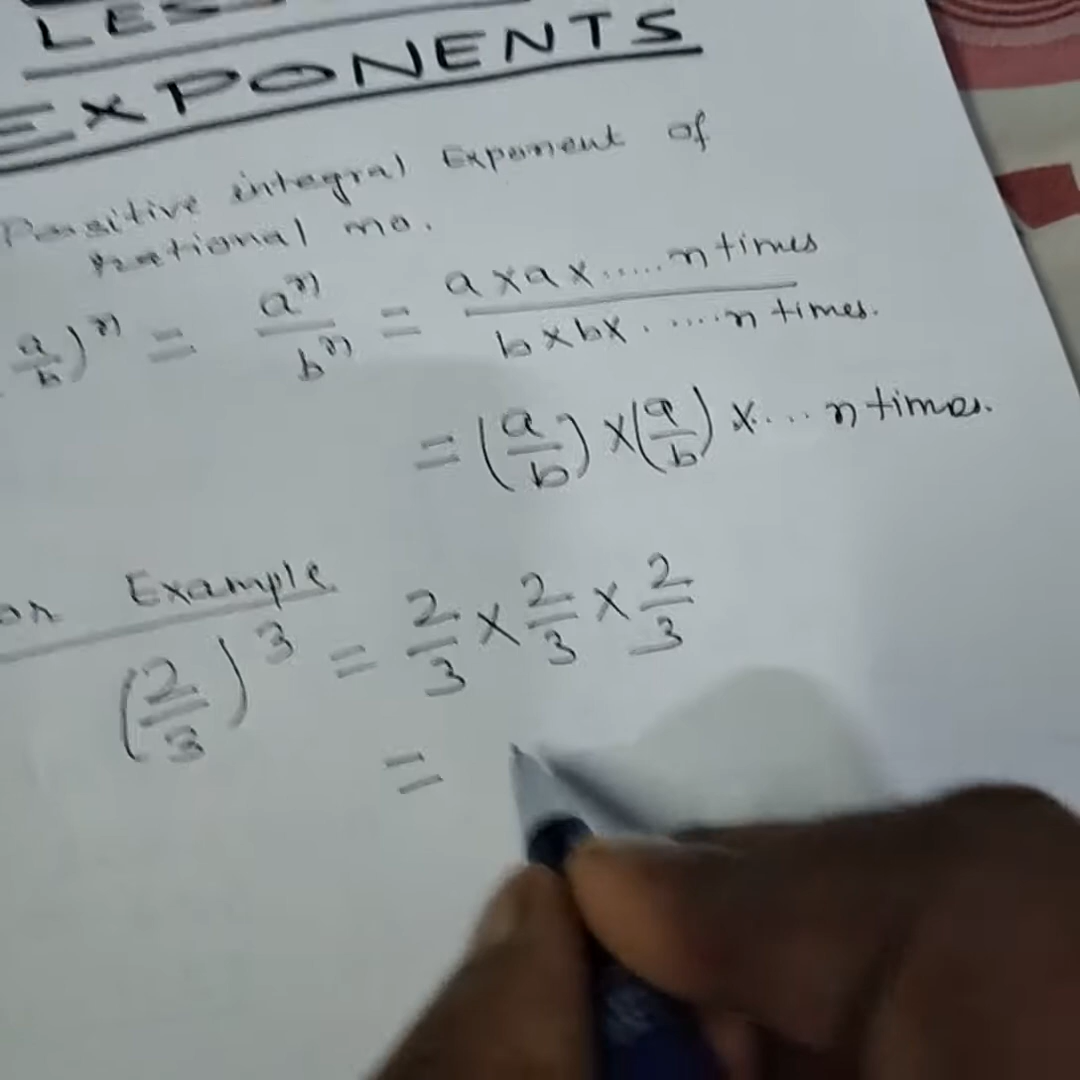 LES
EXPONENTS
Positive integral Exponent of
rational no.
(a/b)^n = a^n/b^n = a×a×.....n times / b×b×.....n times.
= (a/b) × (a/b) ×... n times.
Example
(2/3)^3 = 2/3 × 2/3 × 2/3
=